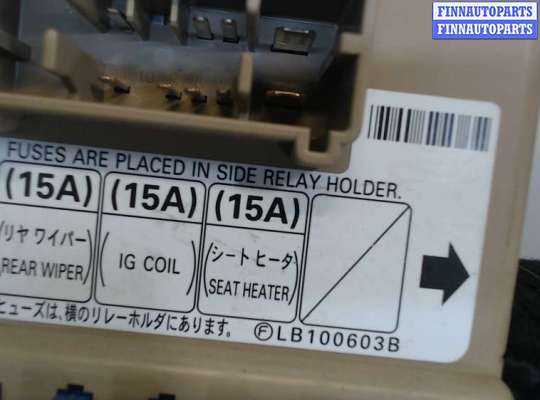 FINNAUTOPARTS
FINNAUTOPARTS
FUSES ARE PLACED IN SIDE RELAY HOLDER.
(15A) (15A) (15A)
(リヤ ワイパー) (シート ヒータ)
REAR WIPER) (IG COIL) (SEAT HEATER)
ヒューズは、横のリレーホルダにあります。 Ⓕ LB100603B